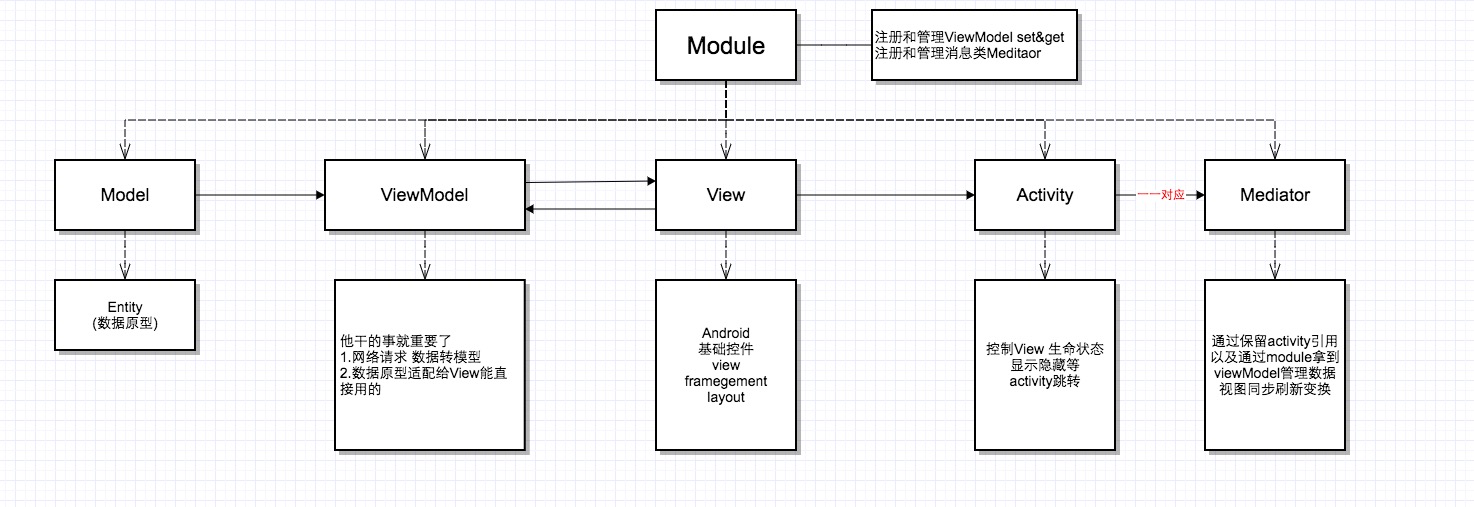 Module
注册和管理ViewModel set&get
注册和管理消息类Meditaor
Model
ViewModel
View
Activity
一一对应
Mediator
Entity
(数据原型)
他干的事就重要了
1.网络请求 数据转模型
2.数据原型适配给View能直
接用的
Android
基础控件
view
framegement
layout
控制View 生命状态
显示隐藏等
activity跳转
通过保留activity引用
以及通过module拿到
viewModel管理数据
视图同步刷新变换